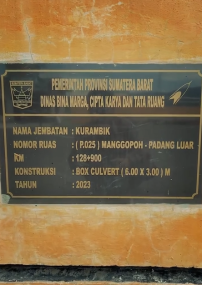 PEMERINTAH PROVINSI SUMATERA BARAT
DINAS BINA MARGA, CIPTA KARYA DAN TATA RUANG
NAMA JEMBATAN : KURAMBIK
NOMOR RUAS : ( P.025 ) MANGGOPOH - PADANG LUAR
KM : 128+900
KONSTRUKSI : BOX CULVERT ( 6.00 X 3.00 ) M
TAHUN : 2023